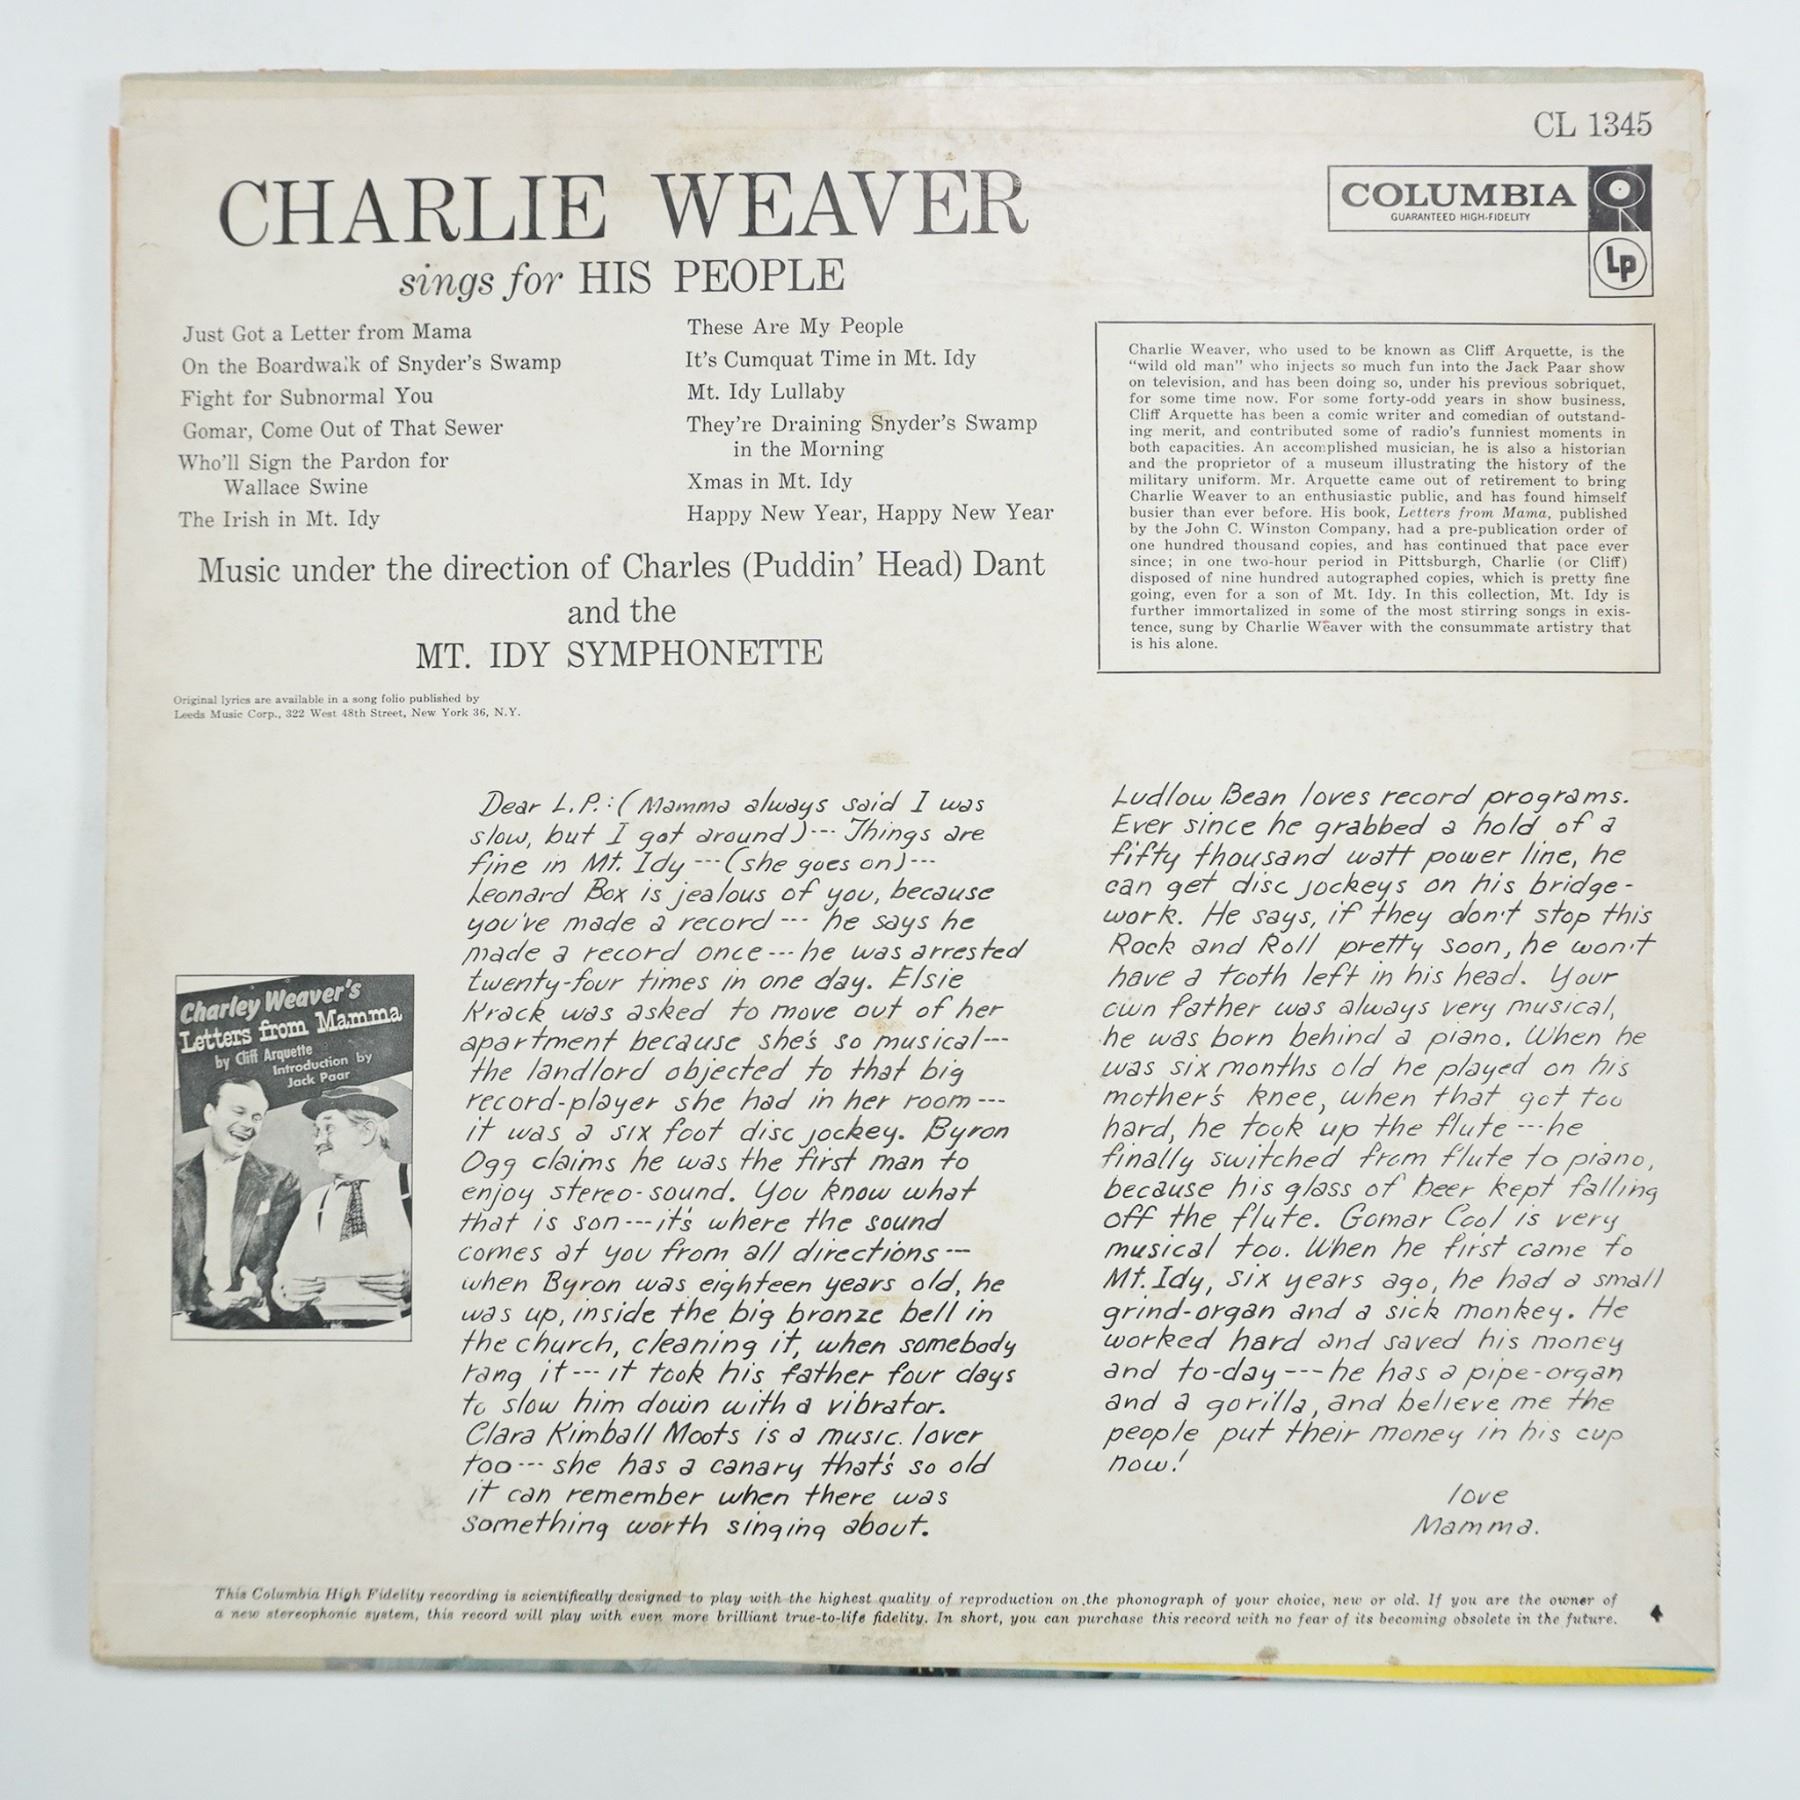 CL 1345
COLUMBIA
GUARANTEED HIGH-FIDELITY
Lp
CHARLIE WEAVER
sings for HIS PEOPLE
Just Got a Letter from Mama
On the Boardwalk of Snyder's Swamp
Fight for Subnormal You
Gomar, Come Out of That Sewer
Who'll Sign the Pardon for
Wallace Swine
The Irish in Mt. Idy
These Are My People
It's Cumquat Time in Mt. Idy
Mt. Idy Lullaby
They're Draining Snyder's Swamp
in the Morning
Xmas in Mt. Idy
Happy New Year, Happy New Year
Music under the direction of Charles (Puddin' Head) Dant
and the
MT. IDY SYMPHONETTE
Original lyrics are available in a song folio published by
Leeds Music Corp., 322 West 48th Street, New York 36, N.Y.
Charlie Weaver, who used to be known as Cliff Arquette, is the
"wild old man" who injects so much fun into the Jack Paar show
on television, and has been doing so, under his previous sobriquet,
for some time now. For some forty-odd years in show business,
Cliff Arquette has been a comic writer and comedian of outstand-
ing merit, and contributed some of radio's funniest moments in
both capacities. An accomplished musician, he is also a historian
and the proprietor of a museum illustrating the history of the
military uniform. Mr. Arquette came out of retirement to bring
Charlie Weaver to an enthusiastic public, and has found himself
busier than ever before. His book, Letters from Mama, published
by the John C. Winston Company, had a pre-publication order of
one hundred thousand copies, and has continued that pace ever
since; in one two-hour period in Pittsburgh, Charlie (or Cliff)
disposed of nine hundred autographed copies, which is pretty fine
going, even for a son of Mt. Idy. In this collection, Mt. Idy is
further immortalized in some of the most stirring songs in exis-
tence, sung by Charlie Weaver with the consummate artistry that
is his alone.
Charley Weaver's
Letters from Mamma
by Cliff Arquette
Introduction by
Jack Paar
Dear L.P.:(Mamma always said I was
slow, but I got around)--- Things are
fine in Mt. Idy ---(she goes on)---
Leonard Box is jealous of you, because
you've made a record--- he says he
made a record once---he was arrested
twenty-four times in one day. Elsie
Krack was asked to move out of her
apartment because she's so musical---
the landlord objected to that big
record-player she had in her room---
it was a six foot disc jockey. Byron
Ogg claims he was the first man to
enjoy stereo-sound. You know what
that is son---it's where the sound
comes at you from all directions---
when Byron was eighteen years old, he
was up, inside the big bronze bell in
the church, cleaning it, when somebody
rang it---it took his father four days
to slow him down with a vibrator.
Clara Kimball Moots is a music lover
too---she has a canary that's so old
it can remember when there was
something worth singing about.
Ludlow Bean loves record programs.
Ever since he grabbed a hold of a
fifty thousand watt power line, he
can get disc jockeys on his bridge-
work. He says, if they don't stop this
Rock and Roll pretty soon, he won't
have a tooth left in his head. Your
own father was always very musical,
he was born behind a piano. When he
was six months old he played on his
mother's knee, when that got too
hard, he took up the flute---he
finally switched from flute to piano,
because his glass of beer kept falling
off the flute. Gomar Cool is very
musical too. When he first came to
Mt. Idy, six years ago, he had a small
grind-organ and a sick monkey. He
worked hard and saved his money
and to-day---he has a pipe-organ
and a gorilla, and believe me the
people put their money in his cup
now!
love
Mamma.
This Columbia High Fidelity recording is scientifically designed to play with the highest quality of reproduction on the phonograph of your choice, new or old. If you are the owner of
a new stereophonic system, this record will play with even more brilliant true-to-life fidelity. In short, you can purchase this record with no fear of its becoming obsolete in the future.